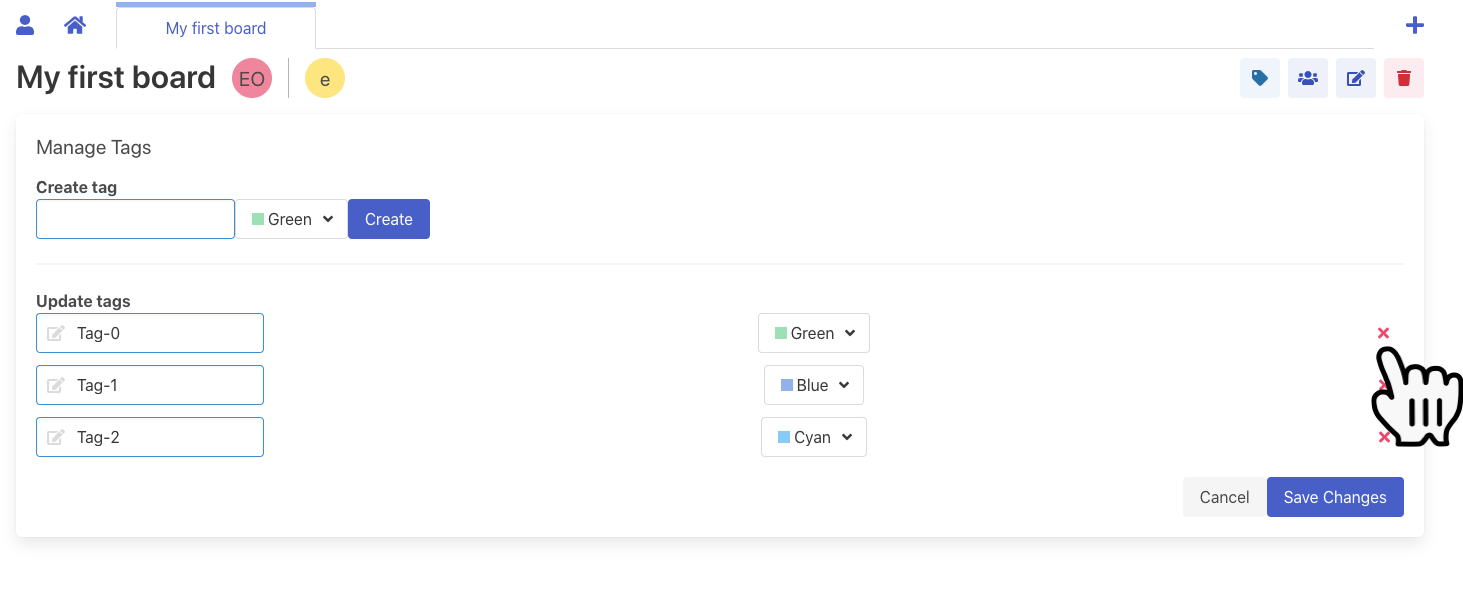 My first board
My first board EO e
Manage Tags
Create tag
Green Create
Update tags
Tag-0 Green
Tag-1 Blue
Tag-2 Cyan
Cancel Save Changes